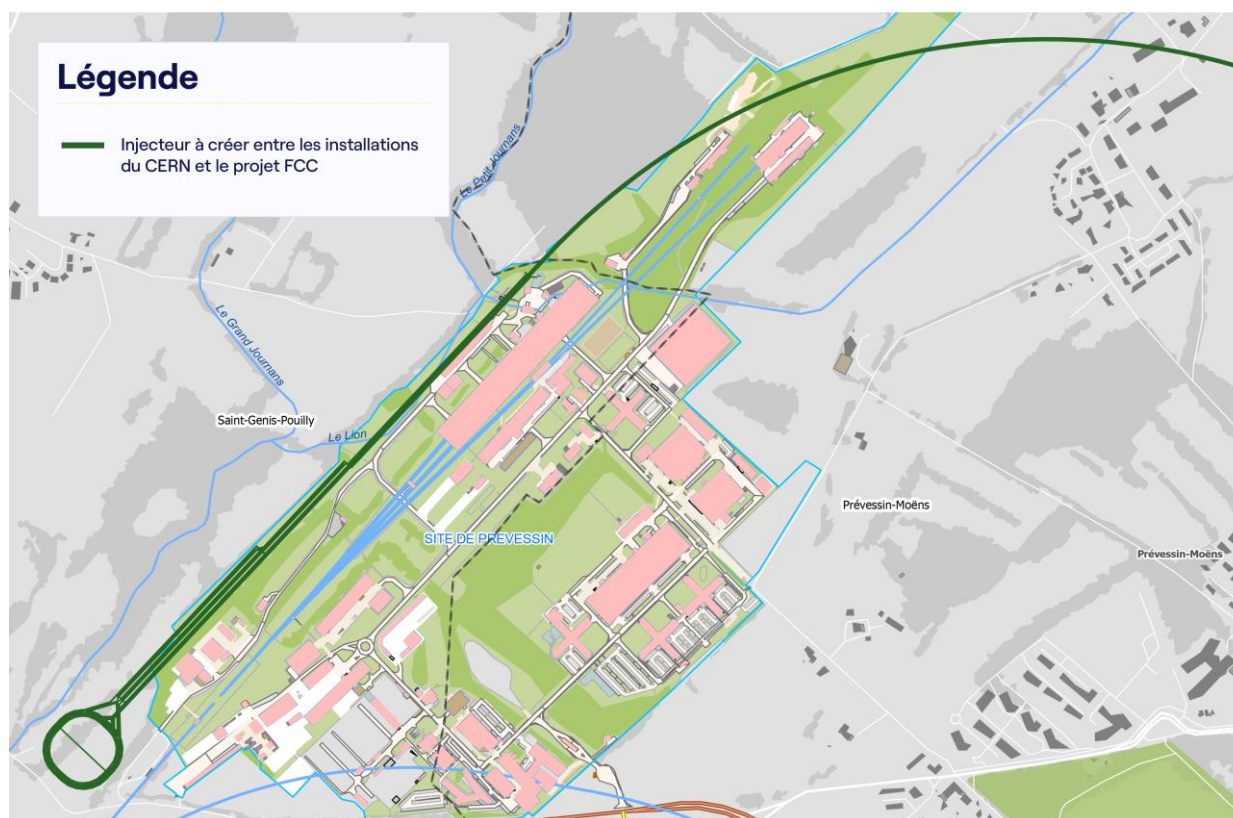 Légende
Injecteur à créer entre les installations
du CERN et le projet FCC
Le Petit Journans
Le Grand Journans
Saint-Genis-Pouilly
Le Lion
SITE DE PREVESSIN
Prévessin-Moëns
Prévessin-Moëns